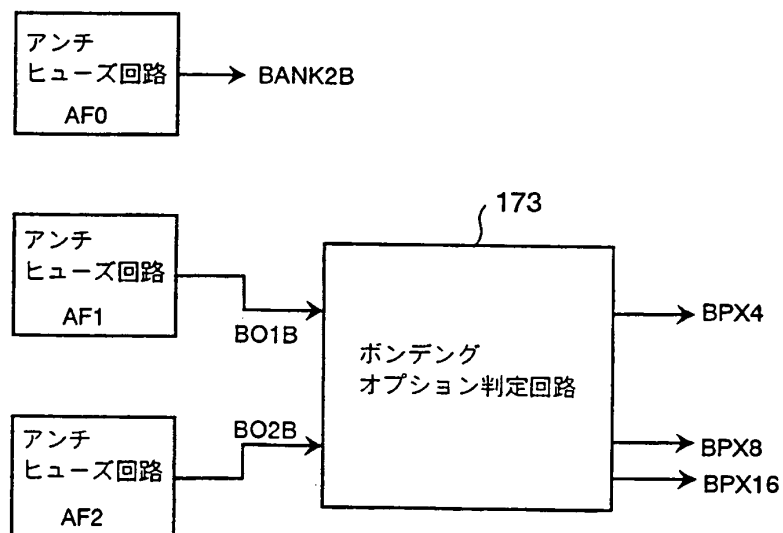 アンチ
ヒューズ回路
AF0
BANK2B
アンチ
ヒューズ回路
AF1
BO1B
173
ボンデング
オプション判定回路
BPX4
アンチ
ヒューズ回路
AF2
BO2B
BPX8
BPX16